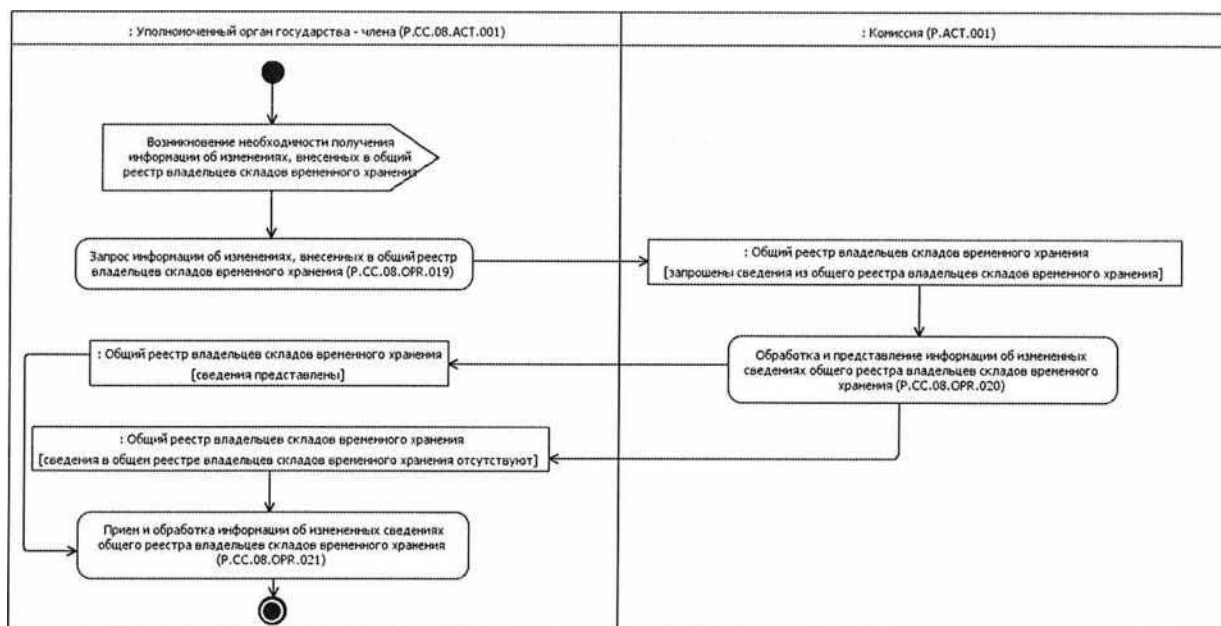 : Уполномоченный орган государства - члена (P.CC.08.ACT.001)
: Комиссия (P.ACT.001)
Возникновение необходимости получения
информации об изменениях, внесенных в общий
реестр владельцев складов временного хранения
Запрос информации об изменениях, внесенных в общий реестр
владельцев складов временного хранения (P.CC.08.OPR.019)
: Общий реестр владельцев складов временного хранения
[запрошены сведения из общего реестра владельцев складов временного хранения]
: Общий реестр владельцев складов временного хранения
[сведения представлены]
Обработка и представление информации об измененных
сведениях общего реестра владельцев складов временного
хранения (P.CC.08.OPR.020)
: Общий реестр владельцев складов временного хранения
[сведения в общем реестре владельцев складов временного хранения отсутствуют]
Прием и обработка информации об измененных сведениях
общего реестра владельцев складов временного хранения
(P.CC.08.OPR.021)